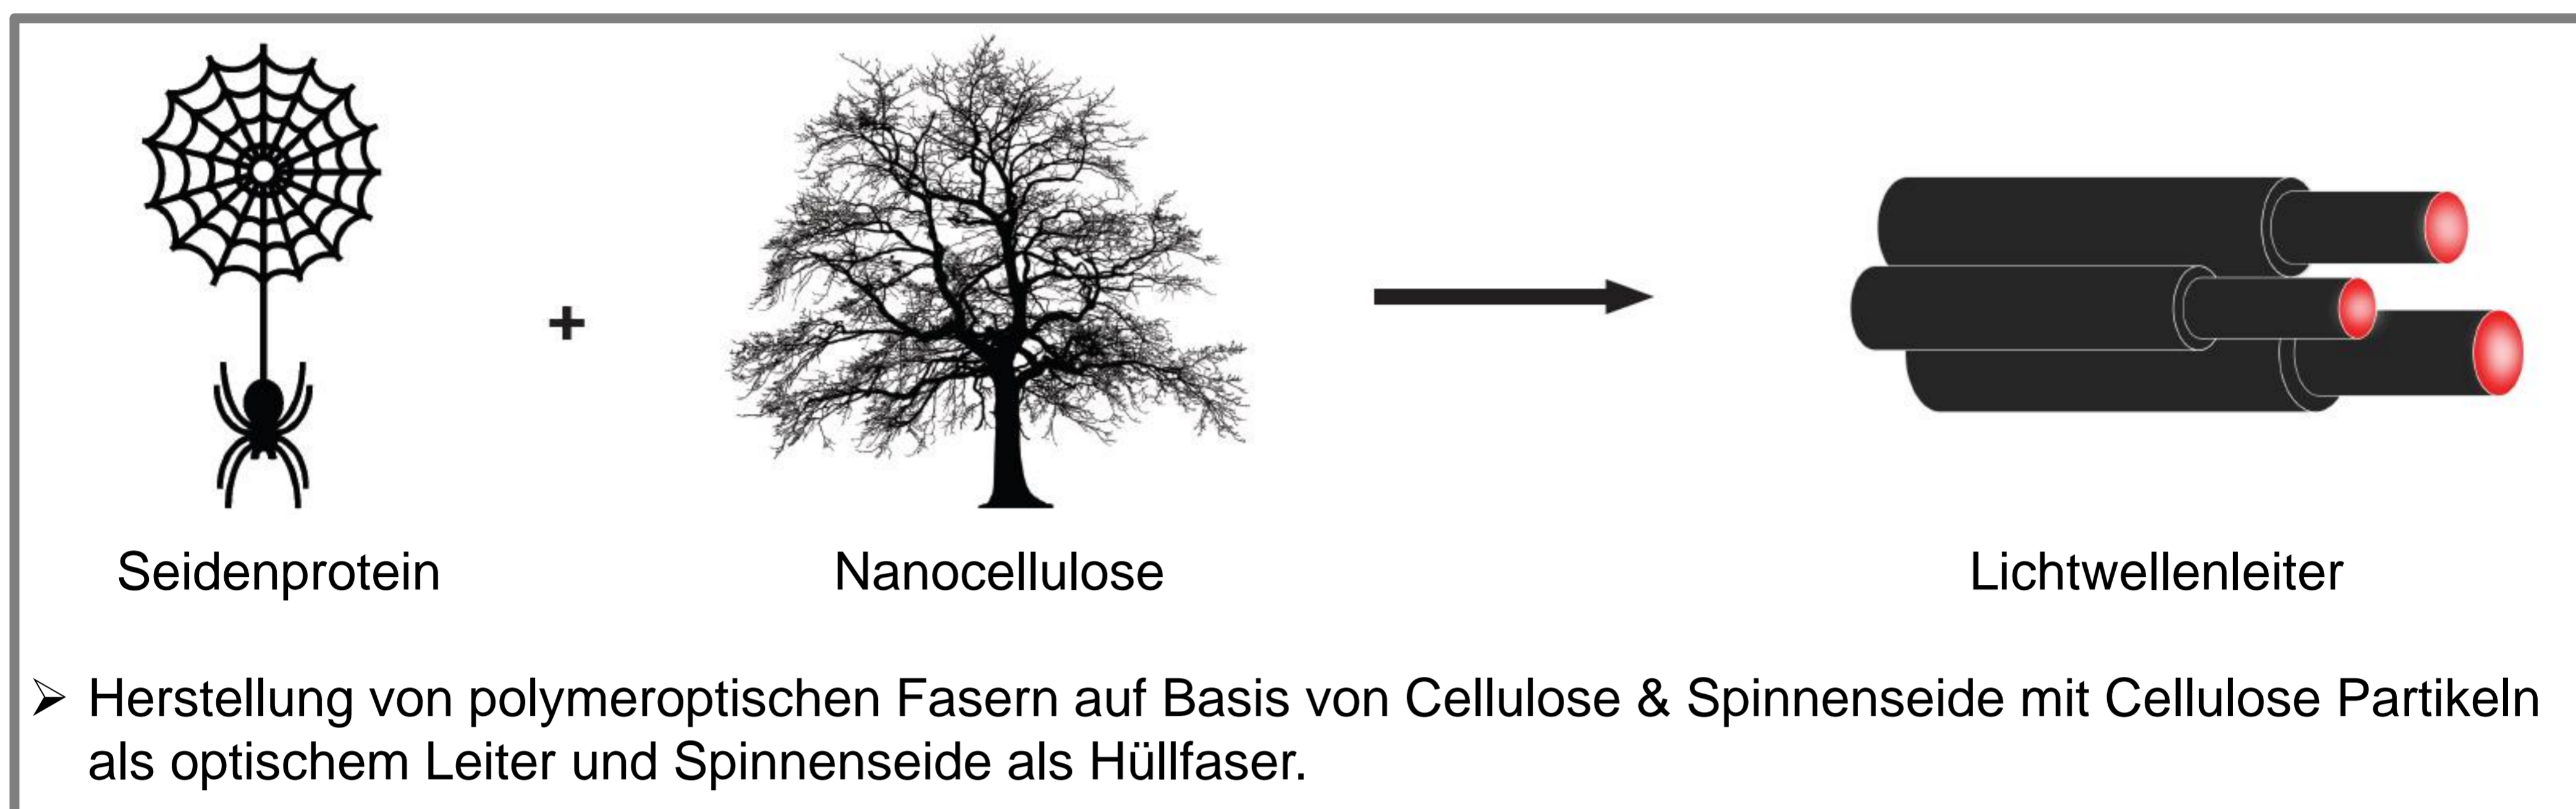 +
Seidenprotein
Nanocellulose
Lichtwellenleiter
➢ Herstellung von polymeroptischen Fasern auf Basis von Cellulose & Spinnenseide mit Cellulose Partikeln
als optischem Leiter und Spinnenseide als Hüllfaser.